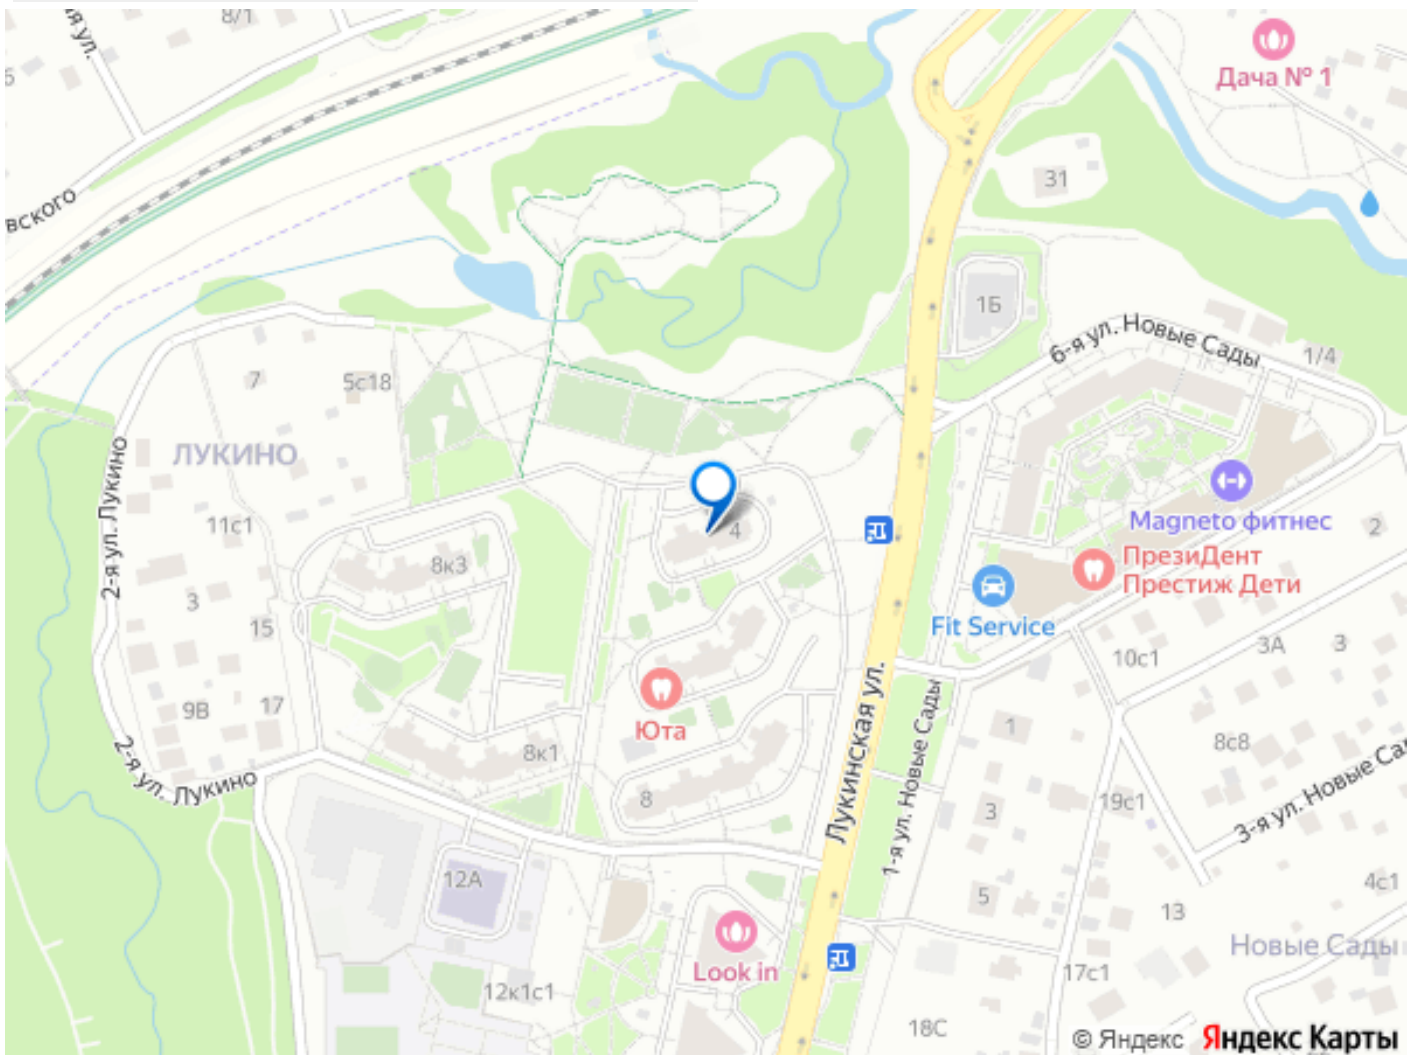 8/1
я ул.
6
Дача № 1
31
вского
1Б
6-я ул. Новые Сады
1/4
7
5с18
ЛУКИНО
2-я ул. Лукино
11с1
4
Magneto фитнес
2
8к3
ПрезиДент
Престиж Дети
3
Fit Service
15
10с1
3А
3
9В
17
Юта
1
8с8
2-я ул. Лукино
8к1
8
Лукинская ул.
1-я ул. Новые Сады
3
19с1
3-я ул. Новые Са
12А
5
4с1
13
Look in
Новые Сады
17с1
12к1с1
18С
© Яндекс Яндекс Карты